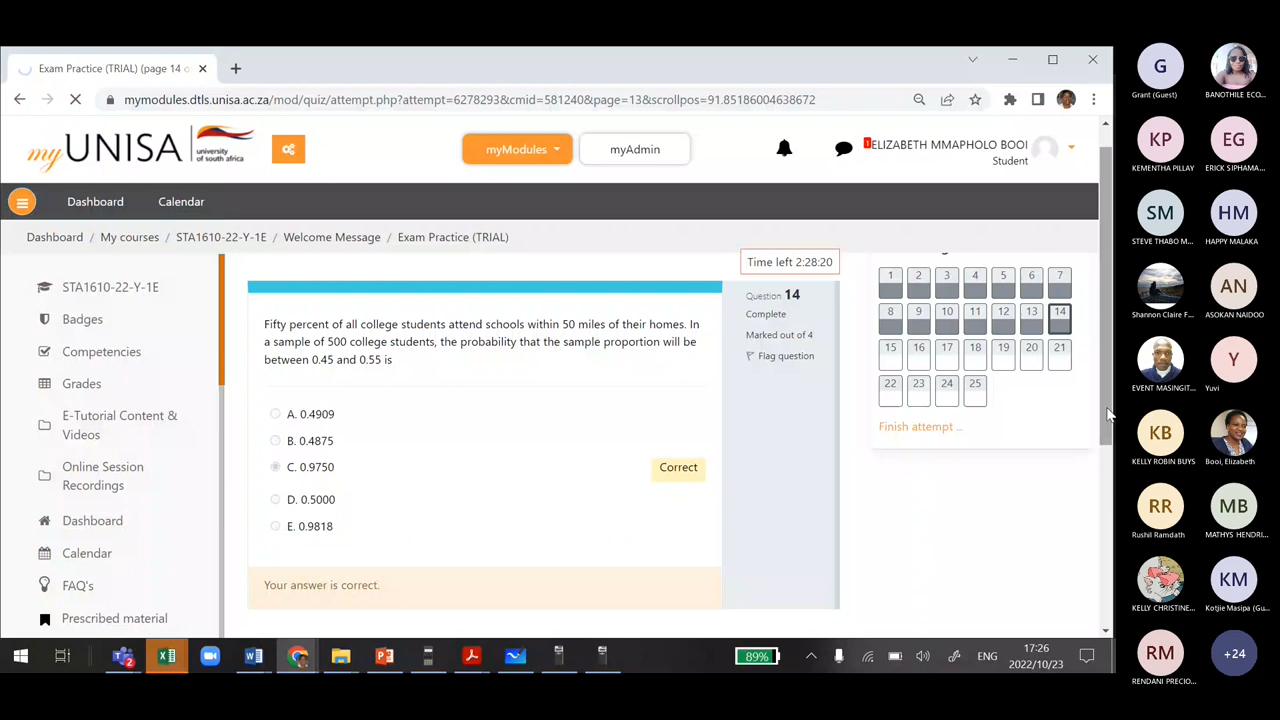 Exam Practice (TRIAL) (page 14 o
mymodules.dtls.unisa.ac.za/mod/quiz/attempt.php?attempt=6278293&cmid=581240&page=13&scrollpos=91.85186004638672
myUNISA
university
of south africa
myModules
myAdmin
1
ELIZABETH MMAPHOLO BOOI
Student
Dashboard
Calendar
Dashboard / My courses / STA1610-22-Y-1E / Welcome Message / Exam Practice (TRIAL)
STA1610-22-Y-1E
Badges
Competencies
Grades
E-Tutorial Content &
Videos
Online Session
Recordings
Dashboard
Calendar
FAQ's
Prescribed material
Time left 2:28:20
Fifty percent of all college students attend schools within 50 miles of their homes. In
a sample of 500 college students, the probability that the sample proportion will be
between 0.45 and 0.55 is
A. 0.4909
B. 0.4875
C. 0.9750
Correct
D. 0.5000
E. 0.9818
Your answer is correct.
Question 14
Complete
Marked out of 4
Flag question
1 2 3 4 5 6 7
8 9 10 11 12 13 14
15 16 17 18 19 20 21
22 23 24 25
Finish attempt ...
2
89%
ENG
17:26
2022/10/23
G
Grant (Guest)
BANOTHILE ECO...
KP
KEMENTHA PILLAY
EG
ERICK SIPHAMA...
SM
STEVE THABO M...
HM
HAPPY MALAKA
Shannon Claire F...
AN
ASOKAN NAIDOO
EVENT MASINGIT...
Y
Yuvi
KB
KELLY ROBIN BUYS
Booi, Elizabeth
RR
Rushil Ramdath
MB
MATHYS HENDRI...
KELLY CHRISTINE...
KM
Kotjie Masipa (Gu...
RM
RENDANI PRECIO...
+24